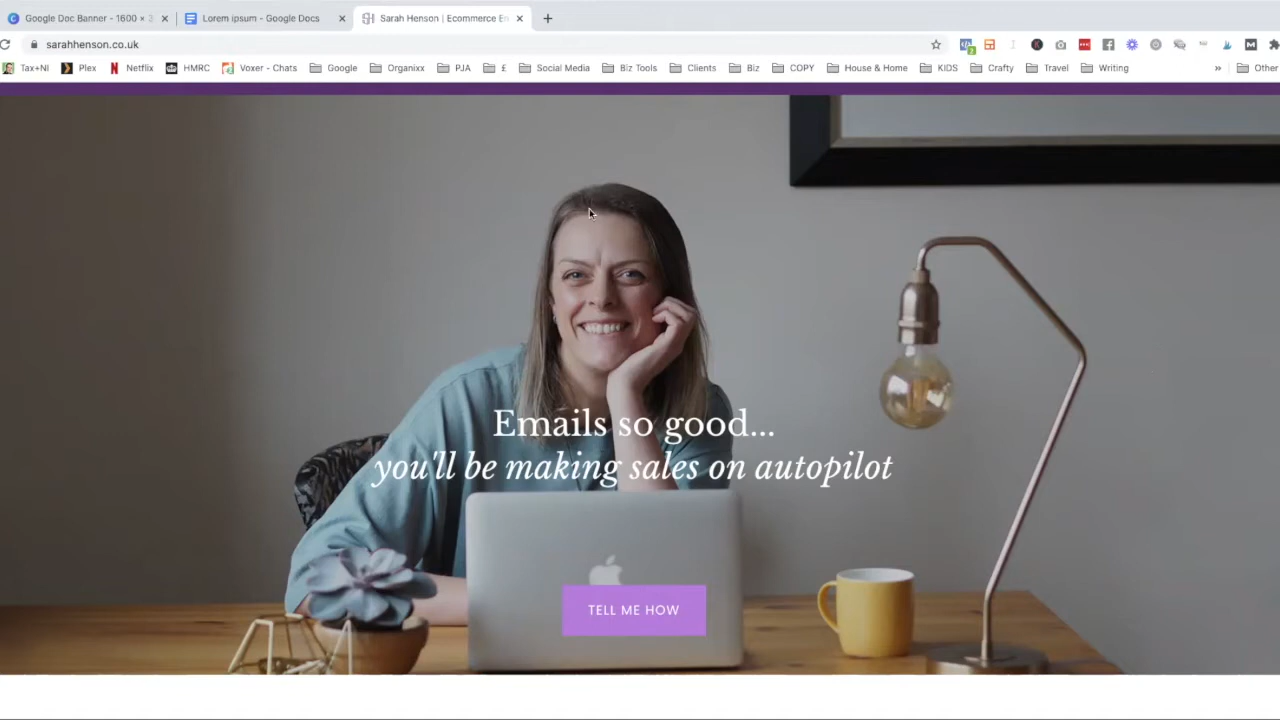 Google Doc Banner - 1600 × 3
Lorem ipsum - Google Docs
Sarah Henson | Ecommerce En
sarahhenson.co.uk
Tax+NI
Plex
Netflix
HMRC
Voxer - Chats
Google
Organixx
PJA
£
Social Media
Biz Tools
Clients
Biz
COPY
House & Home
KIDS
Crafty
Travel
Writing
»
Other
Emails so good...
you'll be making sales on autopilot
TELL ME HOW